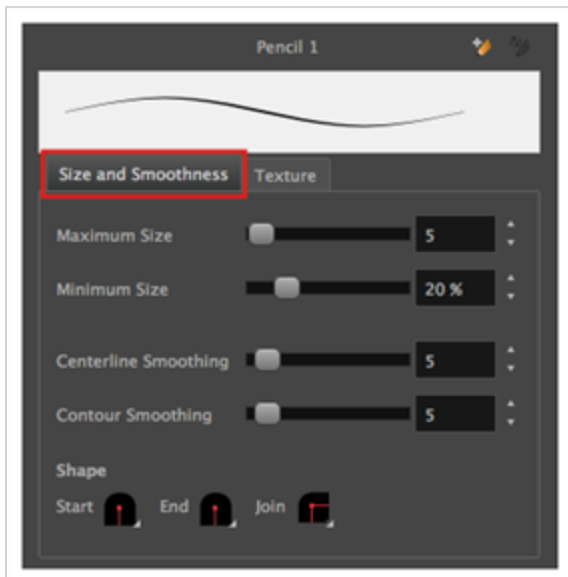 Pencil 1
Size and Smoothness Texture
Maximum Size 5
Minimum Size 20 %
Centerline Smoothing 5
Contour Smoothing 5
Shape
Start End Join